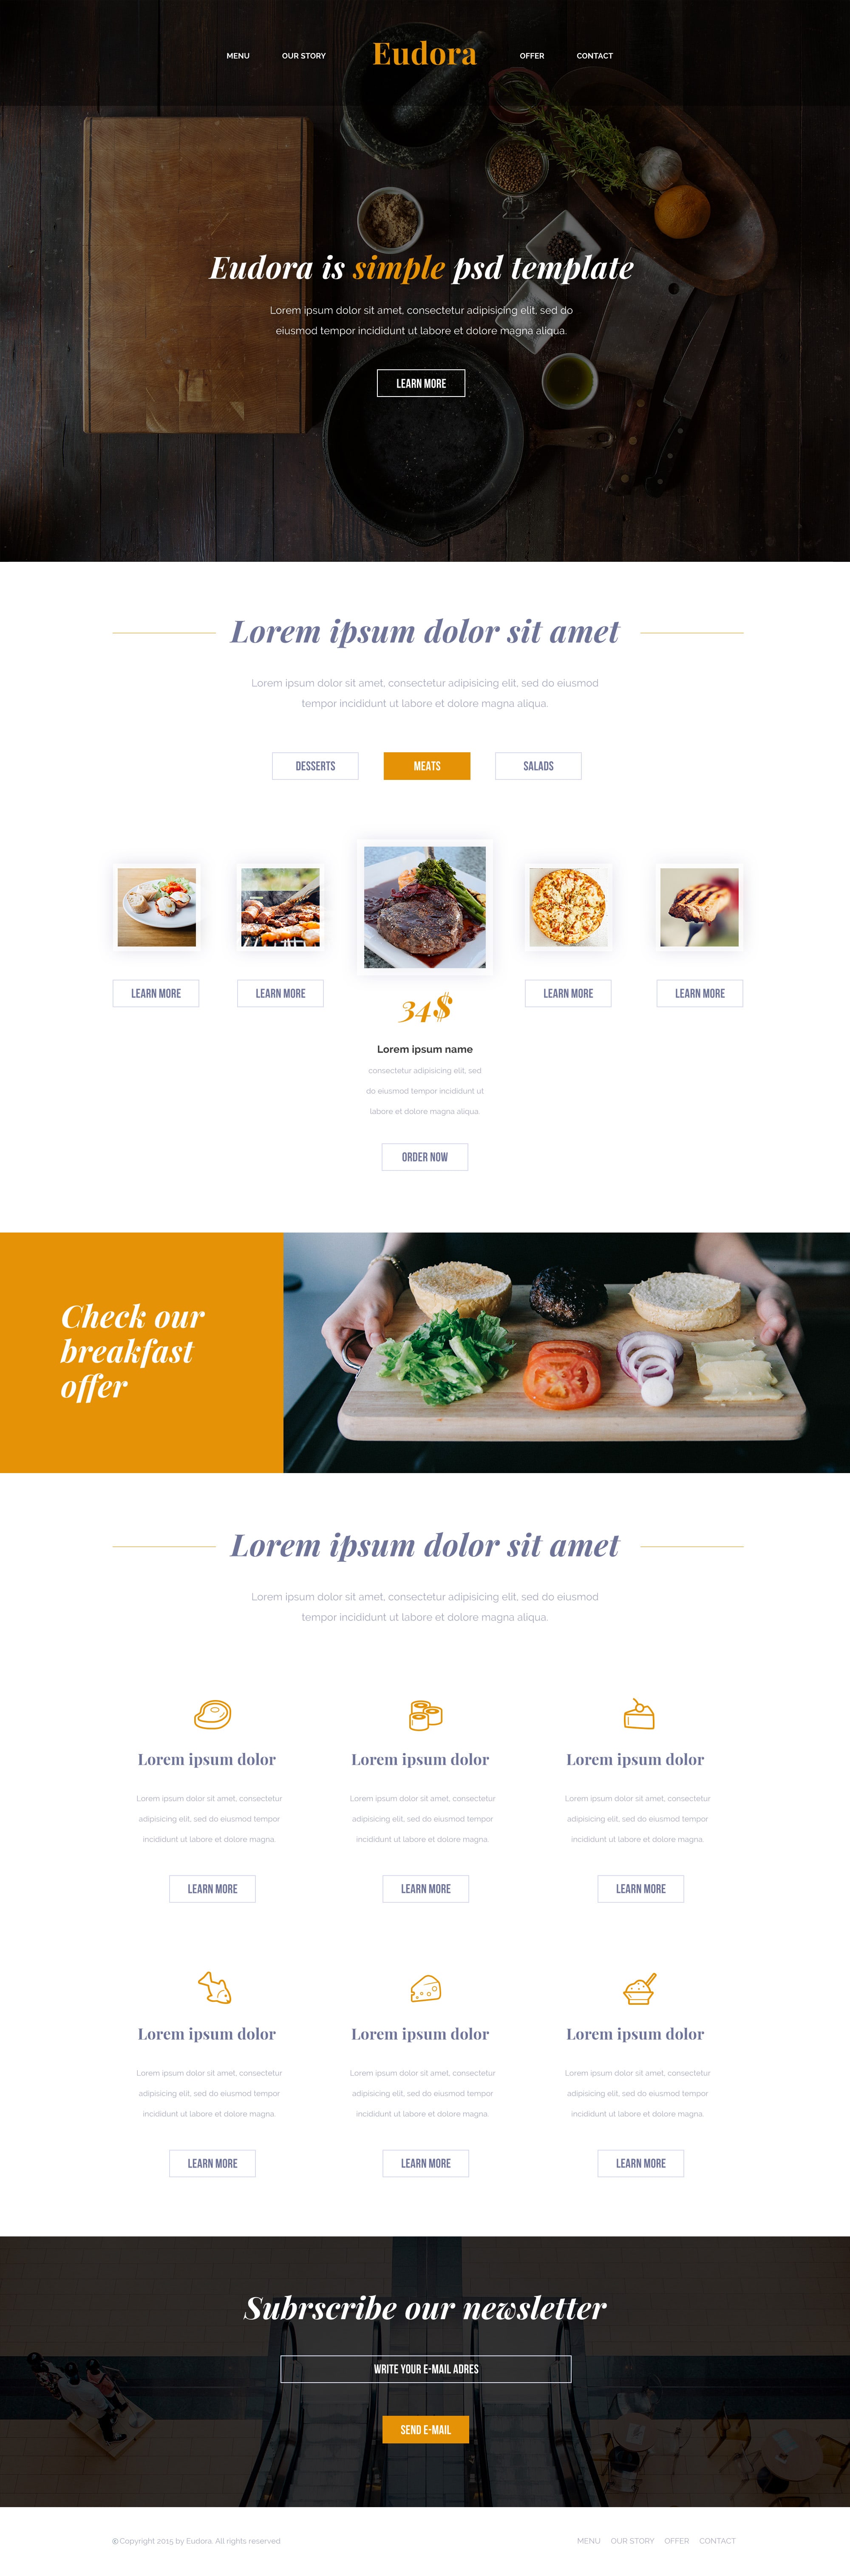 MENU
OUR STORY
Eudora
OFFER
CONTACT
Eudora is simple psd template
Lorem ipsum dolor sit amet, consectetur adipisicing elit, sed do
eiusmod tempor incididunt ut labore et dolore magna aliqua.
LEARN MORE
Lorem ipsum dolor sit amet
Lorem ipsum dolor sit amet, consectetur adipisicing elit, sed do eiusmod
tempor incididunt ut labore et dolore magna aliqua.
DESSERTS
MEATS
SALADS
LEARN MORE
LEARN MORE
34$
Lorem ipsum name
consectetur adipisicing elit, sed
do eiusmod tempor incididunt ut
labore et dolore magna aliqua.
ORDER NOW
LEARN MORE
LEARN MORE
Check our
breakfast
offer
Lorem ipsum dolor sit amet
Lorem ipsum dolor sit amet, consectetur adipisicing elit, sed do eiusmod
tempor incididunt ut labore et dolore magna aliqua.
Lorem ipsum dolor
Lorem ipsum dolor sit amet, consectetur
adipisicing elit, sed do eiusmod tempor
incididunt ut labore et dolore magna.
LEARN MORE
Lorem ipsum dolor
Lorem ipsum dolor sit amet, consectetur
adipisicing elit, sed do eiusmod tempor
incididunt ut labore et dolore magna.
LEARN MORE
Lorem ipsum dolor
Lorem ipsum dolor sit amet, consectetur
adipisicing elit, sed do eiusmod tempor
incididunt ut labore et dolore magna.
LEARN MORE
Lorem ipsum dolor
Lorem ipsum dolor sit amet, consectetur
adipisicing elit, sed do eiusmod tempor
incididunt ut labore et dolore magna.
LEARN MORE
Lorem ipsum dolor
Lorem ipsum dolor sit amet, consectetur
adipisicing elit, sed do eiusmod tempor
incididunt ut labore et dolore magna.
LEARN MORE
Lorem ipsum dolor
Lorem ipsum dolor sit amet, consectetur
adipisicing elit, sed do eiusmod tempor
incididunt ut labore et dolore magna
LEARN MORE
Subrscribe our newsletter
WRITE YOUR E-MAIL ADRES
SEND E-MAIL
© Copyright 2015 by Eudora. All rights reserved
MENU
OUR STORY
OFFER
CONTACT